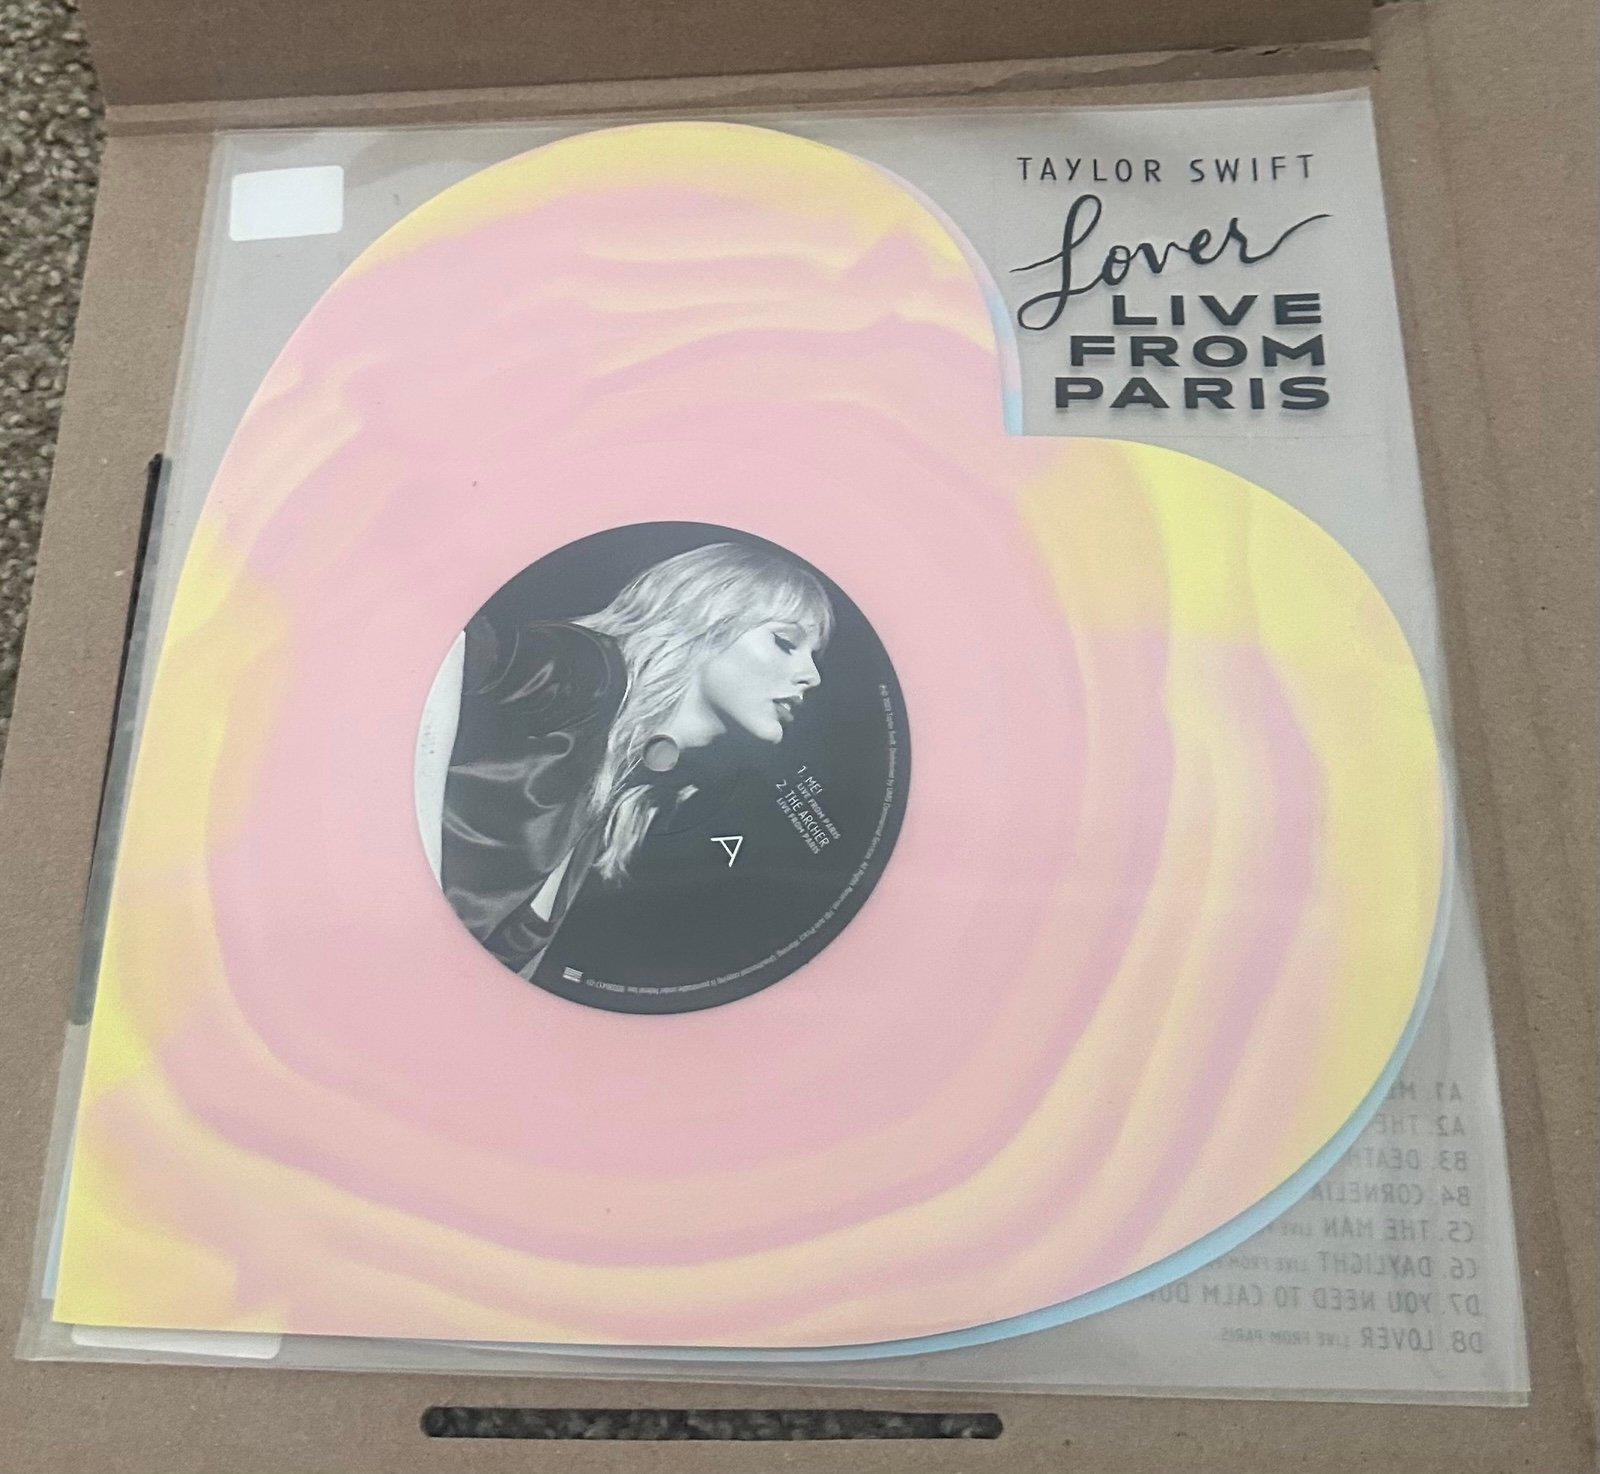 TAYLOR SWIFT
Lover
LIVE
FROM
PARIS
1. ME!
LIVE FROM PARIS
2. THE ARCHER
LIVE FROM PARIS
A
A1. ME
A2. THE
B3. DEATH
B4. CORNELIA
C5. THE MAN LIVE
C6. DAYLIGHT LIVE FROM
D7. YOU NEED TO CALM
D8. LOVER LIVE FROM PARIS